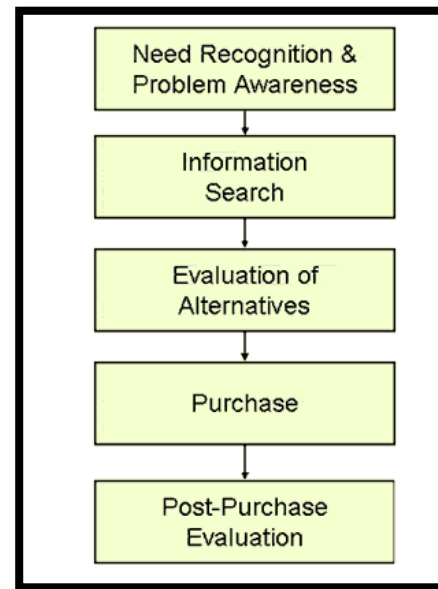 Need Recognition &
Problem Awareness
Information
Search
Evaluation of
Alternatives
Purchase
Post-Purchase
Evaluation